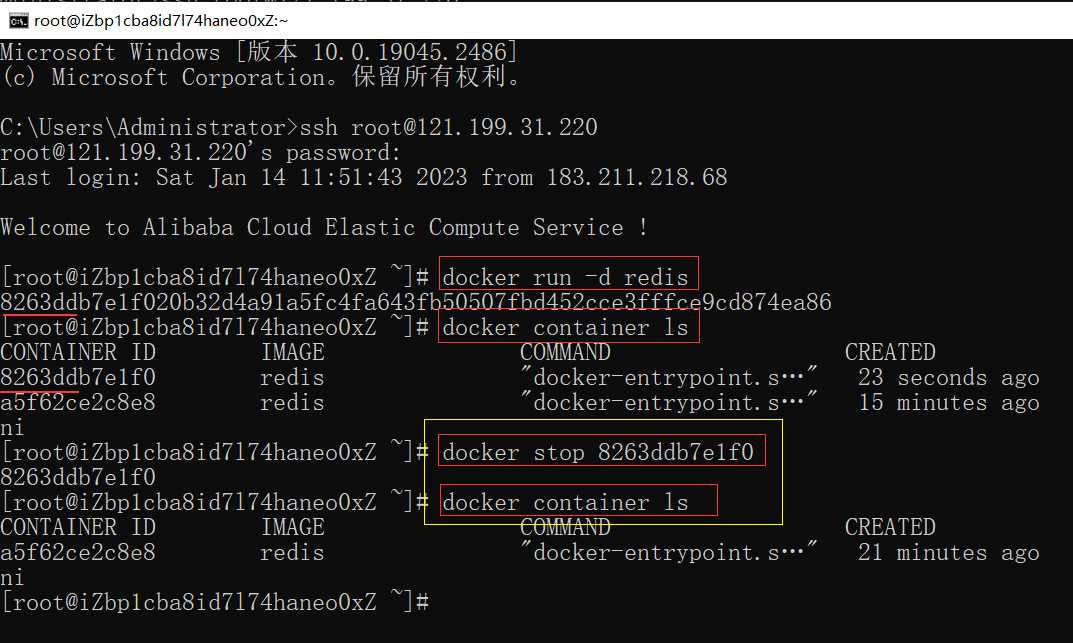 root@iZbp1cba8id7l74haneo0xZ:~
Microsoft Windows [版本 10.0.19045.2486]
(c) Microsoft Corporation。保留所有权利。
C:\Users\Administrator>ssh root@121.199.31.220
root@121.199.31.220's password:
Last login: Sat Jan 14 11:51:43 2023 from 183.211.218.68
Welcome to Alibaba Cloud Elastic Compute Service !
[root@iZbp1cba8id7l74haneo0xZ ~]# docker run -d redis
8263ddb7e1f020b32d4a91a5fc4fa643fb50507fbd452cce3fffce9cd874ea86
[root@iZbp1cba8id7l74haneo0xZ ~]# docker container ls
CONTAINER ID IMAGE COMMAND CREATED
8263ddb7e1f0 redis "docker-entrypoint.s…" 23 seconds ago
a5f62ce2c8e8 redis "docker-entrypoint.s…" 15 minutes ago
ni
[root@iZbp1cba8id7l74haneo0xZ ~]# docker stop 8263ddb7e1f0
8263ddb7e1f0
[root@iZbp1cba8id7l74haneo0xZ ~]# docker container ls
CONTAINER ID IMAGE COMMAND CREATED
a5f62ce2c8e8 redis "docker-entrypoint.s…" 21 minutes ago
ni
[root@iZbp1cba8id7l74haneo0xZ ~]#